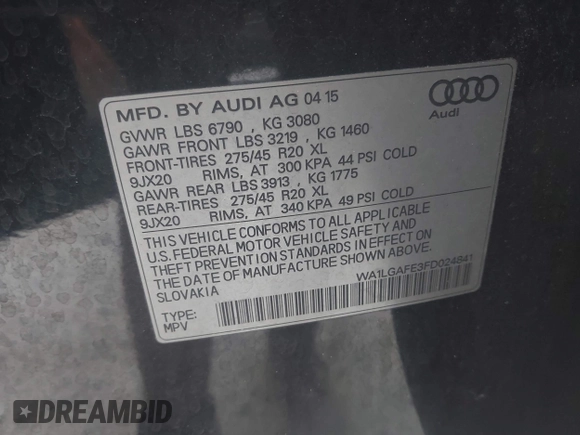 MFD. BY AUDI AG 04 15
GVWR LBS 6790 , KG 3080
GAWR FRONT LBS 3219 , KG 1460
FRONT-TIRES 275/45 R20 XL
9JX20 RIMS, AT 300 KPA 44 PSI COLD
GAWR REAR LBS 3913 , KG 1775
REAR-TIRES 275/45 R20 XL
9JX20 RIMS, AT 340 KPA 49 PSI COLD
THIS VEHICLE CONFORMS TO ALL APPLICABLE
U.S. FEDERAL MOTOR VEHICLE SAFETY AND
THEFT PREVENTION STANDARDS IN EFFECT ON
THE DATE OF MANUFACTURE SHOWN ABOVE.
SLOVAKIA
WA1LGAFE3FD024841
TYPE:
MPV
Audi
DREAMBID